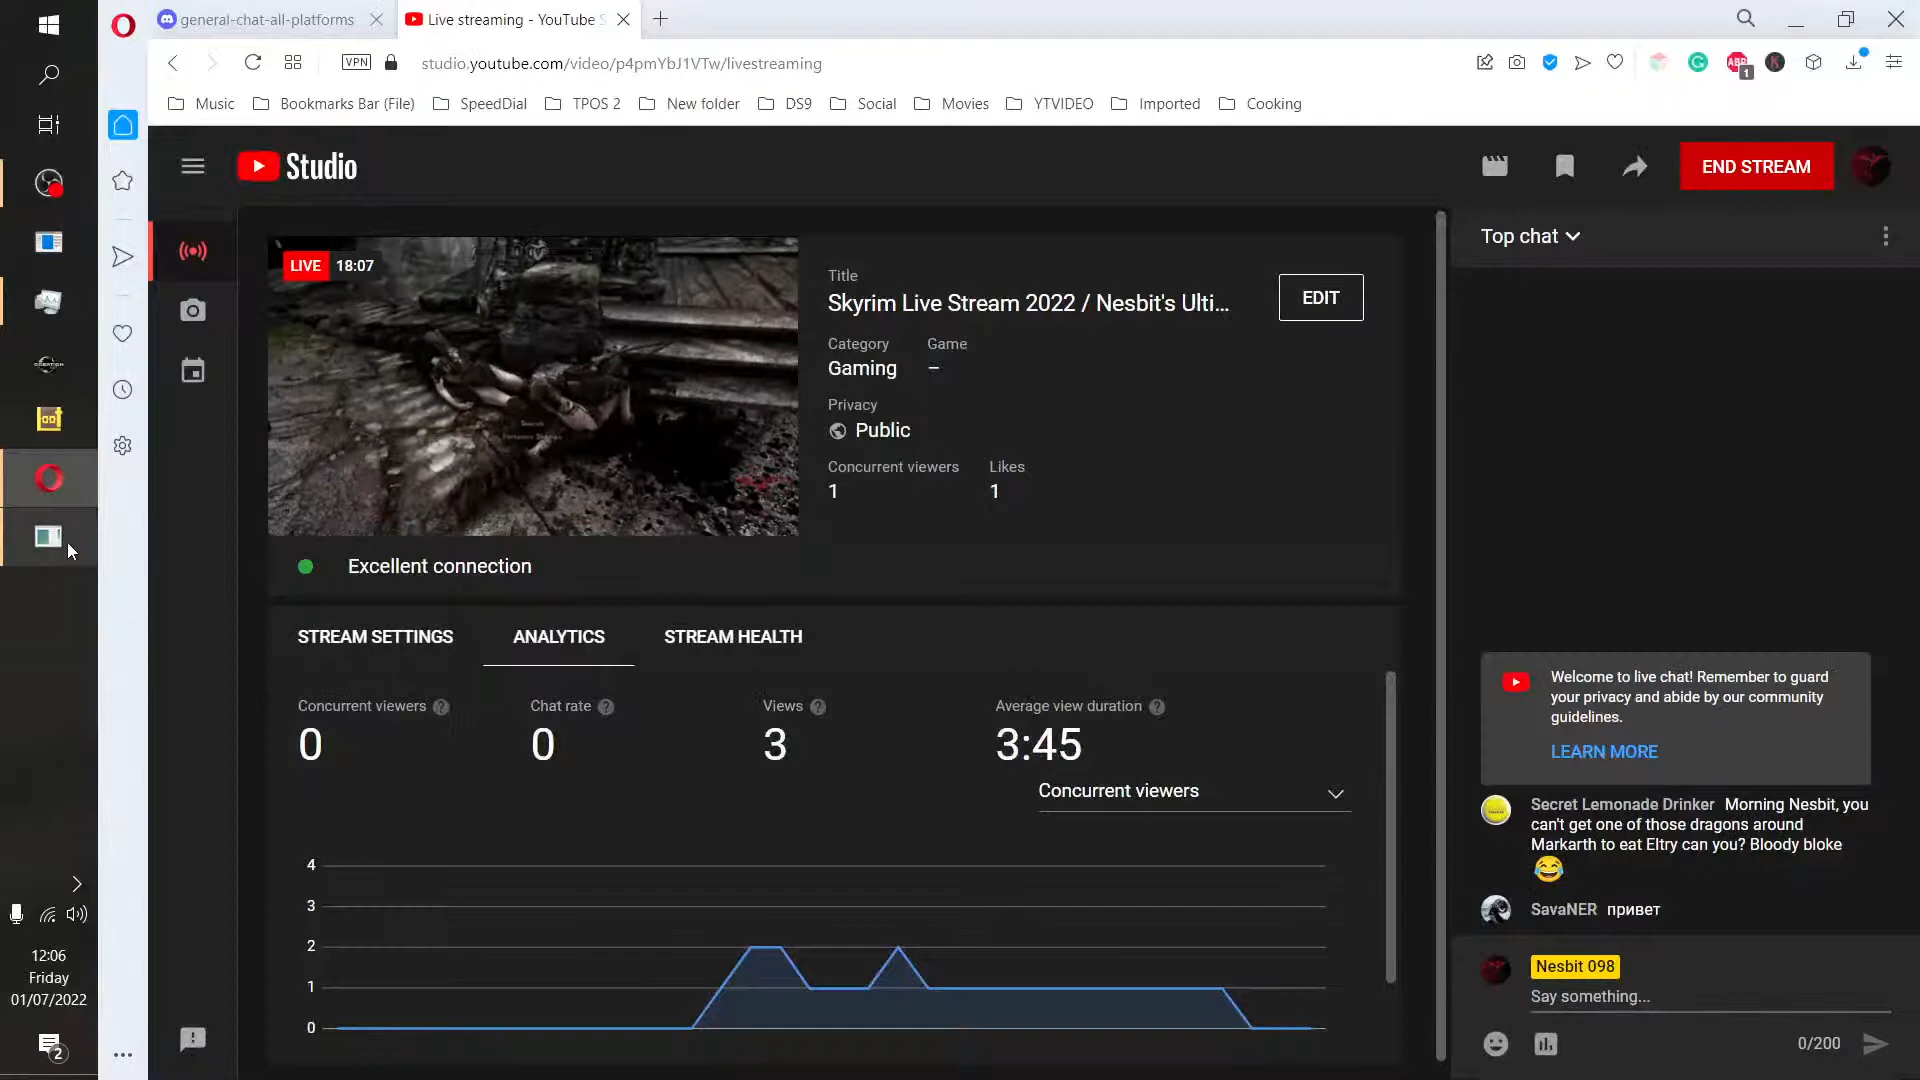 general-chat-all-platforms
Live streaming - YouTube S
VPN
studio.youtube.com/video/p4pmYbJ1VTw/livestreaming
ABP
1
Music
Bookmarks Bar (File)
SpeedDial
TPOS 2
New folder
DS9
Social
Movies
YTVIDEO
Imported
Cooking
Studio
END STREAM
LIVE 18:07
Title
Skyrim Live Stream 2022 / Nesbit's Ulti...
EDIT
Category Game
Gaming –
Privacy
Public
Concurrent viewers Likes
1 1
Excellent connection
STREAM SETTINGS ANALYTICS STREAM HEALTH
Concurrent viewers Chat rate Views Average view duration
0 0 3 3:45
Concurrent viewers
4
3
2
1
0
Top chat
Welcome to live chat! Remember to guard
your privacy and abide by our community
guidelines.
LEARN MORE
Secret Lemonade Drinker Morning Nesbit, you
can't get one of those dragons around
Markarth to eat Eltry can you? Bloody bloke
😂
SavaNER привет
Nesbit 098
Say something...
0/200
12:06
Friday
01/07/2022
2